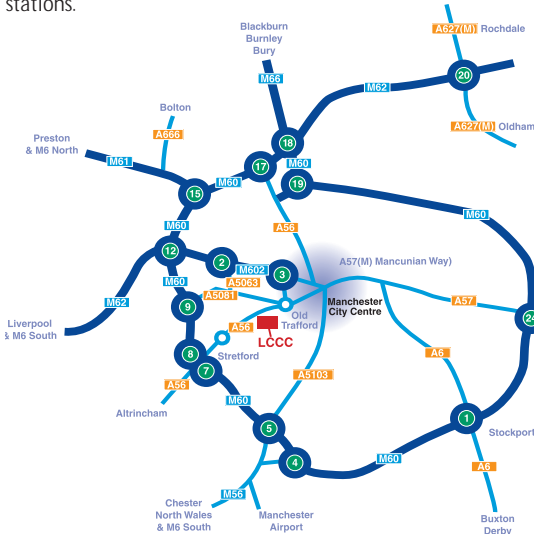 stations.
Blackburn
Burnley
Bury
A627(M) Rochdale
20
M66
M62
Bolton
A666
A627(M) Oldham
Preston
& M6 North
M61
18
17
M60
19
M60
15
M60
M60
A56
12
2
M602
3
A57(M) Mancunian Way)
M60
A5063
A5081
M62
9
A57
Manchester
City Centre
Old
Trafford
24
Liverpool
& M6 South
A56
LCCC
8
Stretford
A6
7
A56
A5103
Altrincham
M60
5
1
Stockport
4
M60
A6
M56
Chester
North Wales
& M6 South
Manchester
Airport
Buxton
Derby